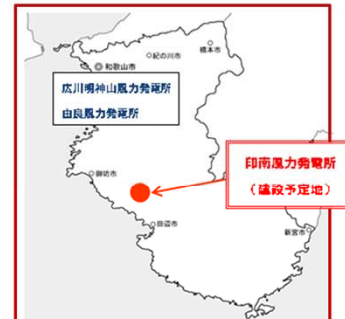 橋本市
○紀の川市
◎和歌山市
広川明神山風力発電所
由良風力発電所
印南風力発電所
（建設予定地）
○御坊市
○田辺市
新宮市